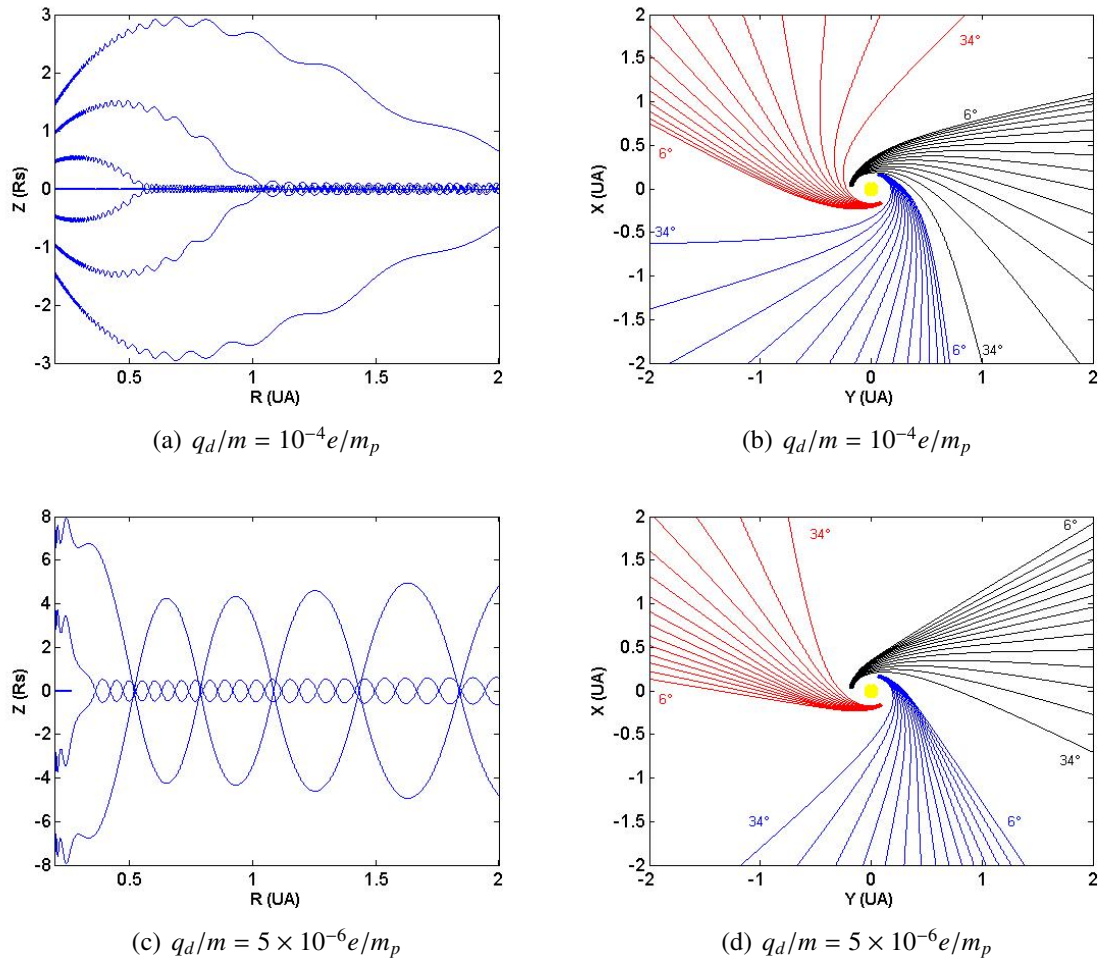 3
2
1
0
-1
-2
-3
Z (Rs)
0.5 1 1.5 2
R (UA)
(a) q_d/m = 10^{-4}e/m_p
2
1.5
1
0.5
0
-0.5
-1
-1.5
-2
X (UA)
34°
6°
6°
34°
6°
34°
-2 -1 0 1 2
Y (UA)
(b) q_d/m = 10^{-4}e/m_p
8
6
4
2
0
-2
-4
-6
-8
Z (Rs)
0.5 1 1.5 2
R (UA)
(c) q_d/m = 5 × 10^{-6}e/m_p
2
1.5
1
0.5
0
-0.5
-1
-1.5
-2
X (UA)
6°
34°
6°
34°
34°
6°
-2 -1 0 1 2
Y (UA)
(d) q_d/m = 5 × 10^{-6}e/m_p